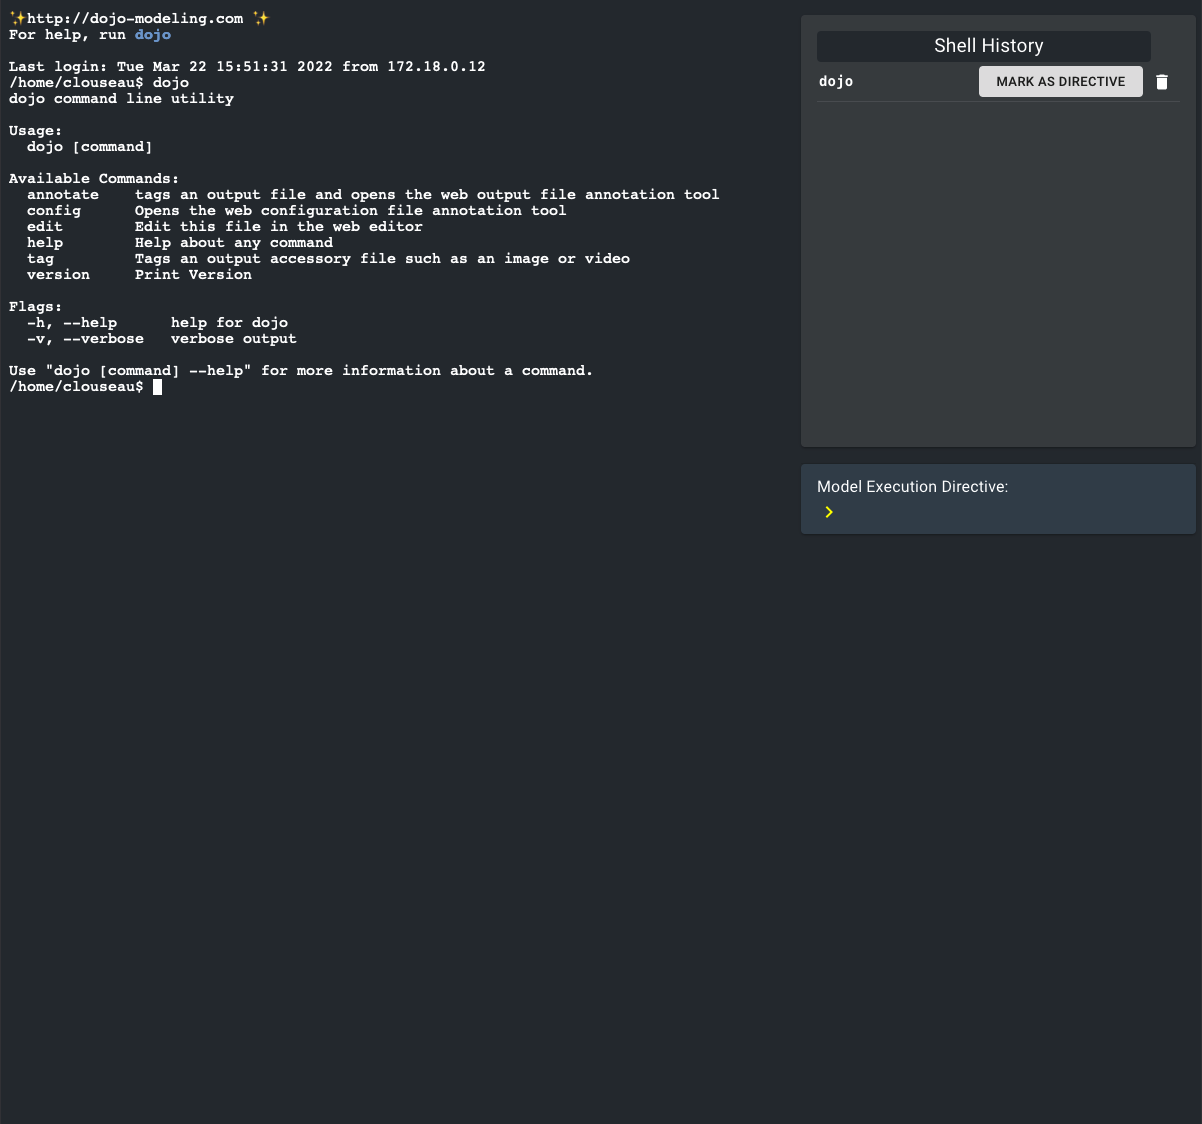 ✨http://dojo-modeling.com ✨
For help, run dojo
Last login: Tue Mar 22 15:51:31 2022 from 172.18.0.12
/home/clouseau$ dojo
dojo command line utility
Usage:
  dojo [command]
Available Commands:
  annotate    tags an output file and opens the web output file annotation tool
  config      Opens the web configuration file annotation tool
  edit        Edit this file in the web editor
  help        Help about any command
  tag         Tags an output accessory file such as an image or video
  version     Print Version
Flags:
  -h, --help      help for dojo
  -v, --verbose   verbose output
Use "dojo [command] --help" for more information about a command.
/home/clouseau$
Shell History
dojo MARK AS DIRECTIVE
Model Execution Directive: